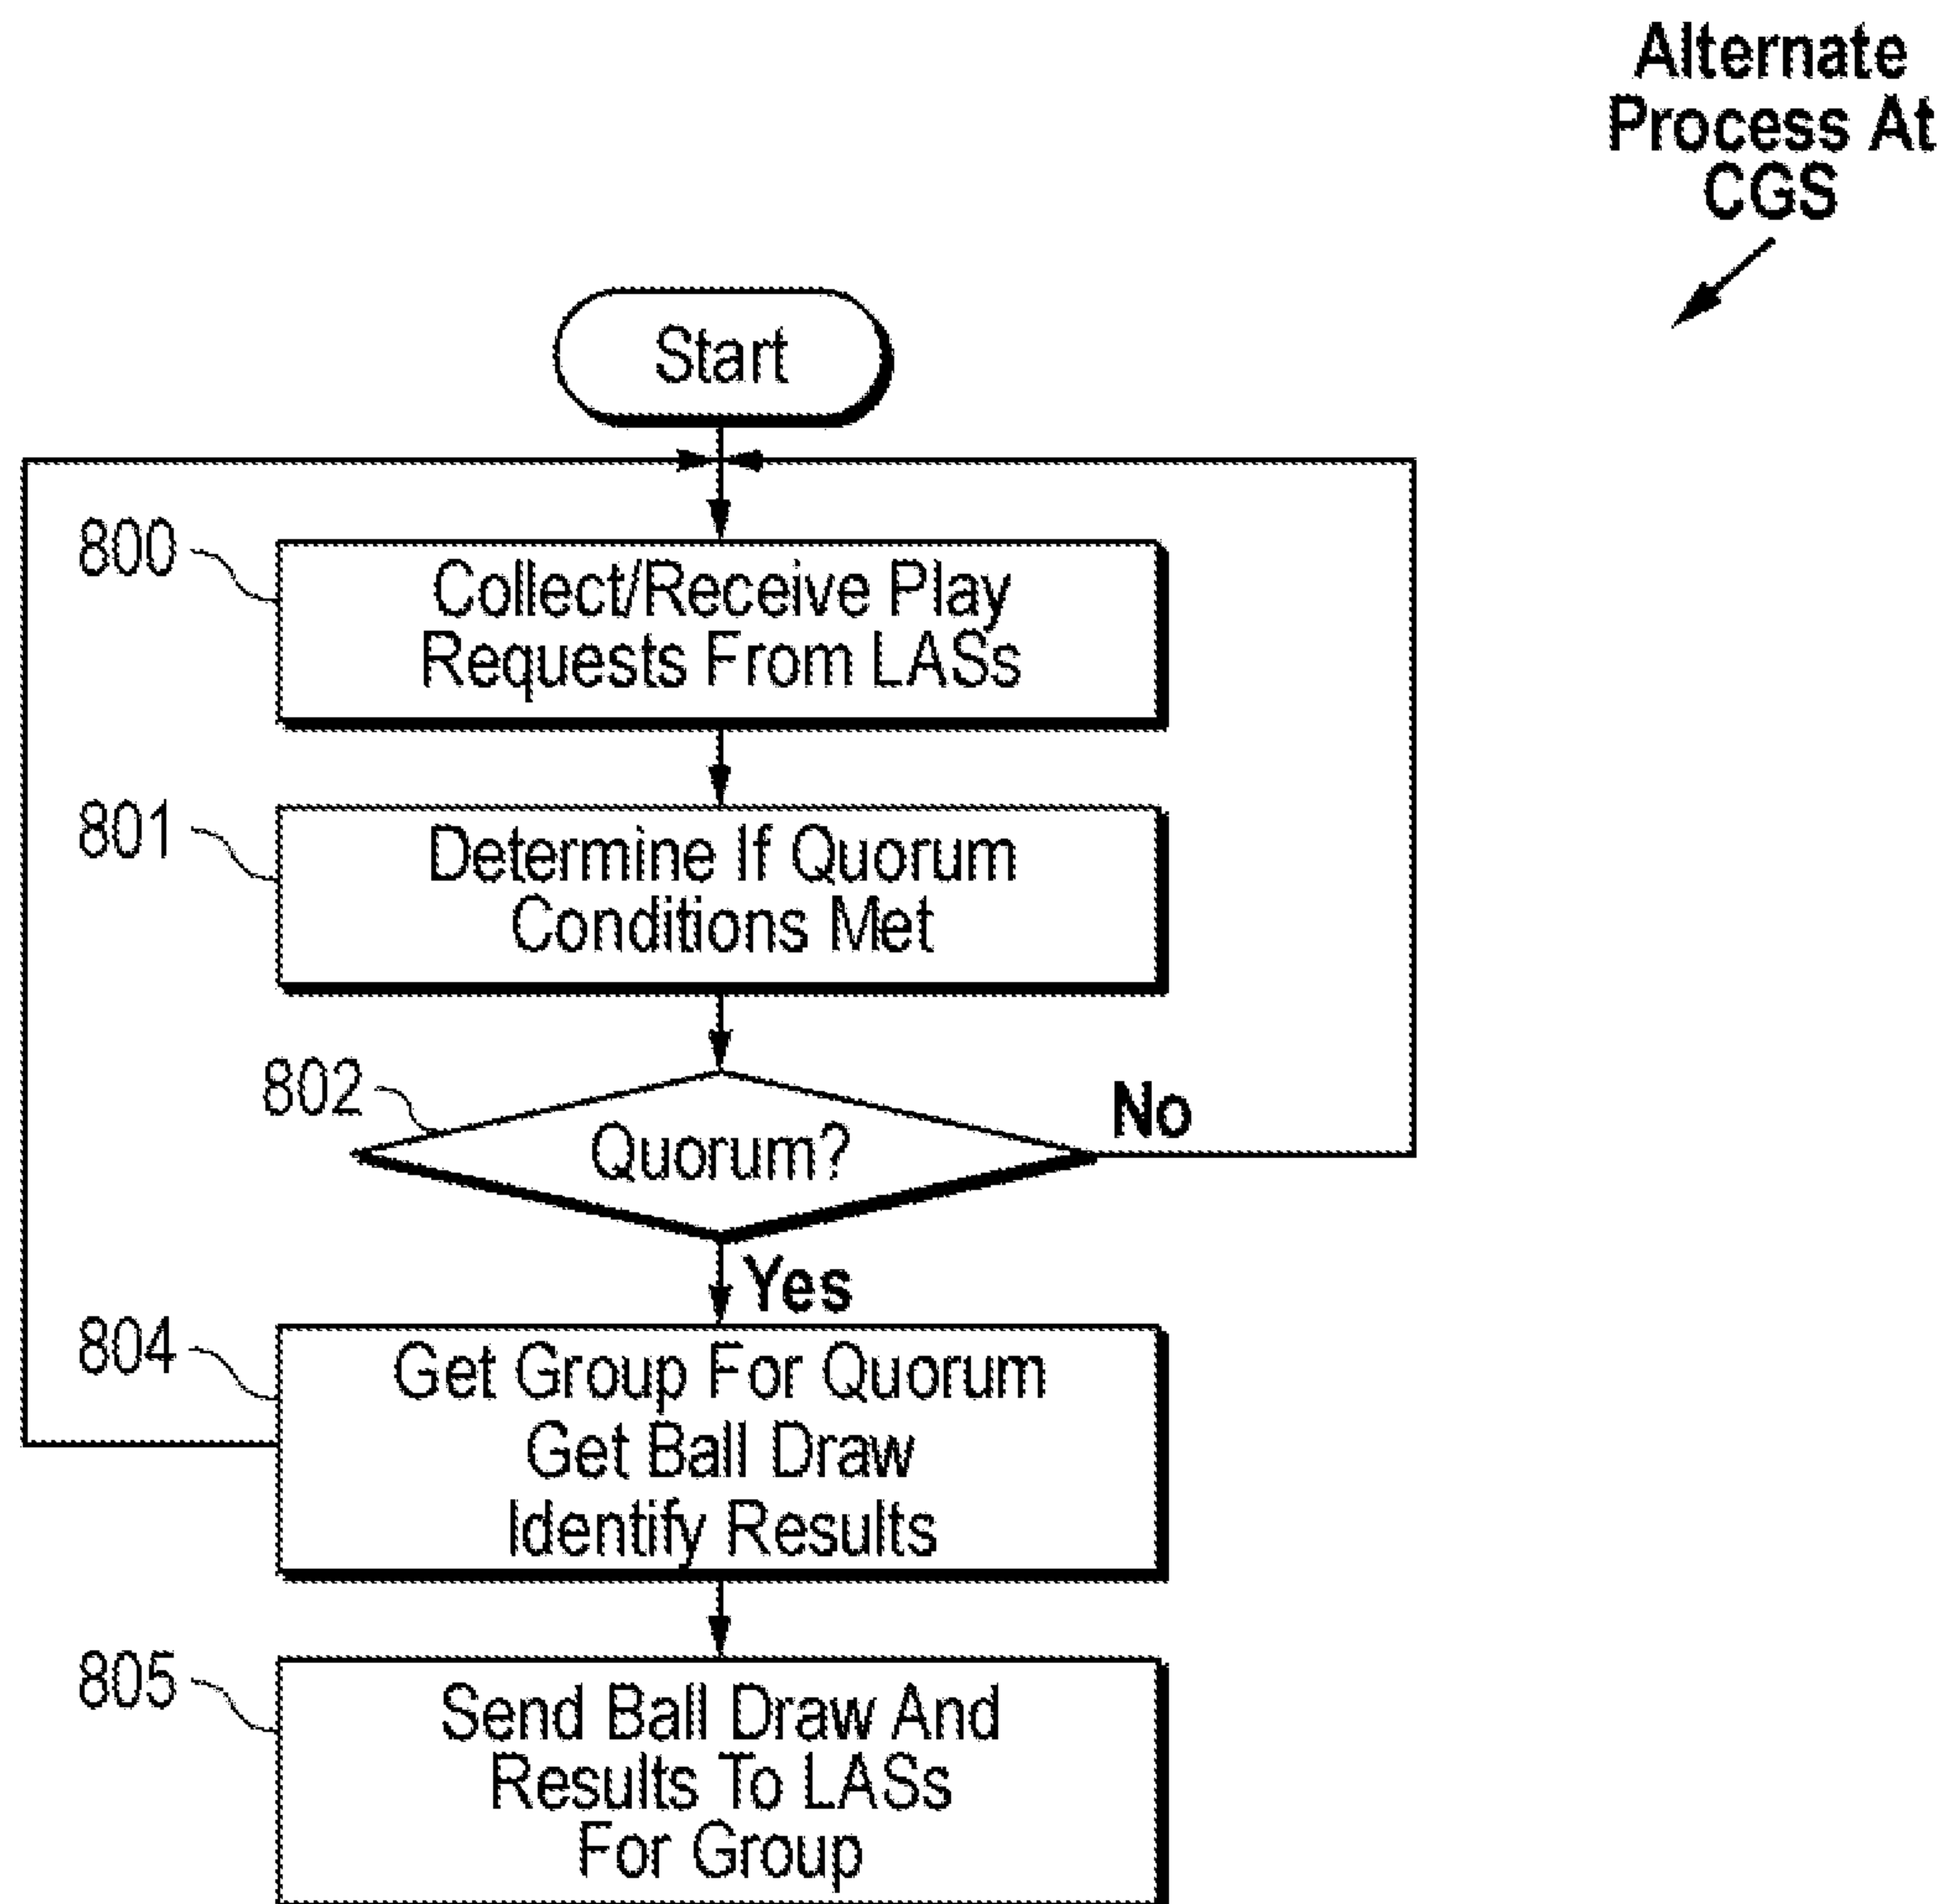 Alternate
Process At
CGS
Start
800
Collect/Receive Play
Requests From LASs
801
Determine If Quorum
Conditions Met
802
Quorum?
No
Yes
804
Get Group For Quorum
Get Ball Draw
Identify Results
805
Send Ball Draw And
Results To LASs
For Group